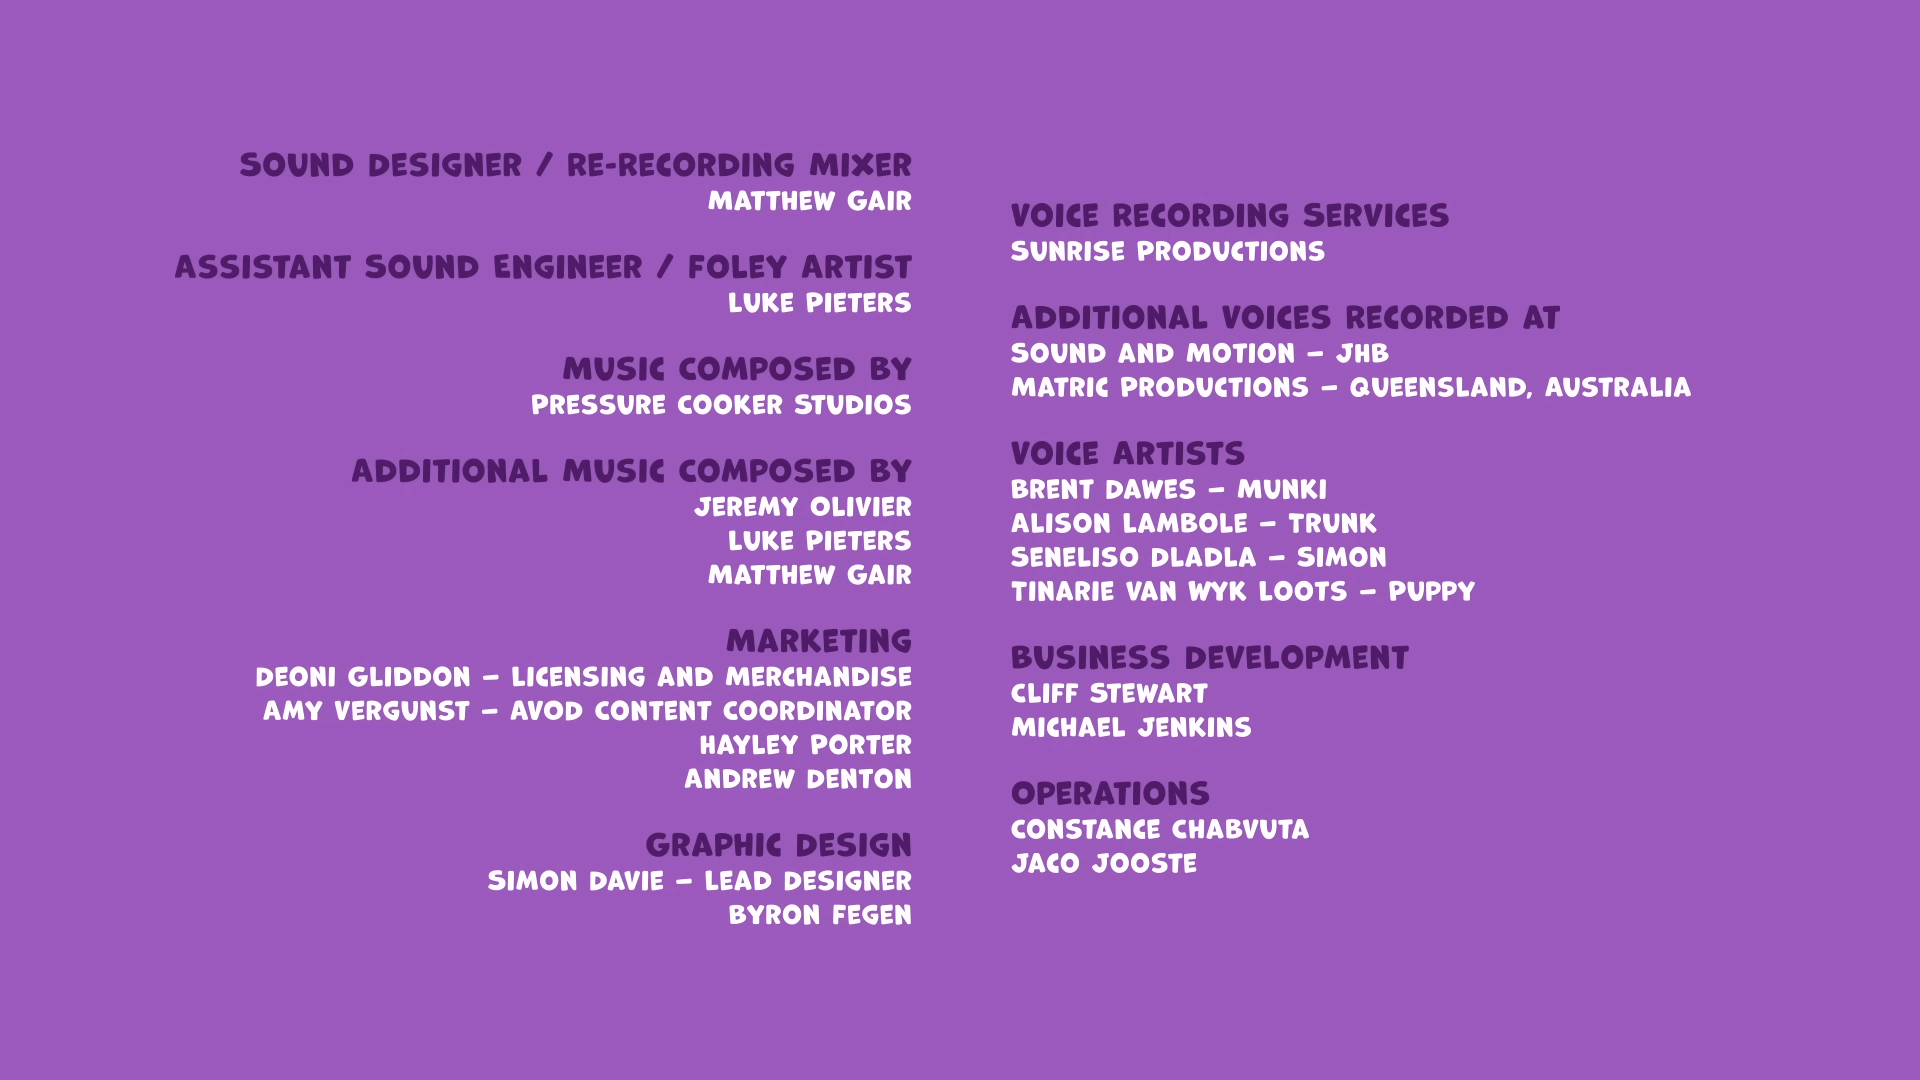 SOUND DESIGNER / RE-RECORDING MIXER
MATTHEW GAIR
ASSISTANT SOUND ENGINEER / FOLEY ARTIST
LUKE PIETERS
MUSIC COMPOSED BY
PRESSURE COOKER STUDIOS
ADDITIONAL MUSIC COMPOSED BY
JEREMY OLIVIER
LUKE PIETERS
MATTHEW GAIR
MARKETING
DEONI GLIDDON – LICENSING AND MERCHANDISE
AMY VERGUNST – AVOD CONTENT COORDINATOR
HAYLEY PORTER
ANDREW DENTON
GRAPHIC DESIGN
SIMON DAVIE – LEAD DESIGNER
BYRON FEGEN
VOICE RECORDING SERVICES
SUNRISE PRODUCTIONS
ADDITIONAL VOICES RECORDED AT
SOUND AND MOTION – JHB
MATRIC PRODUCTIONS – QUEENSLAND, AUSTRALIA
VOICE ARTISTS
BRENT DAWES – MUNKI
ALISON LAMBOLE – TRUNK
SENELISO DLADLA – SIMON
TINARIE VAN WYK LOOTS – PUPPY
BUSINESS DEVELOPMENT
CLIFF STEWART
MICHAEL JENKINS
OPERATIONS
CONSTANCE CHABVUTA
JACO JOOSTE